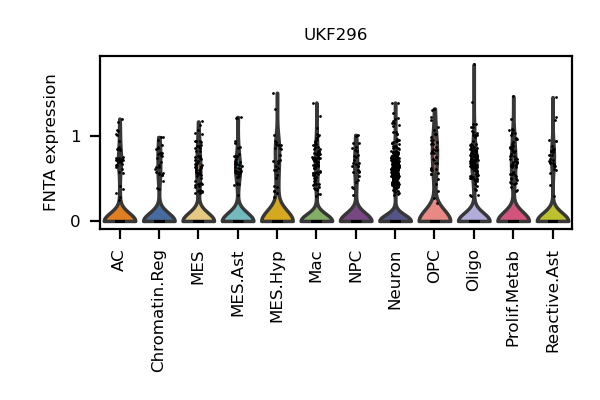 UKF296
FNTA expression
1
0
AC
Chromatin.Reg
MES
MES.Ast
MES.Hyp
Mac
NPC
Neuron
OPC
Oligo
Prolif.Metab
Reactive.Ast